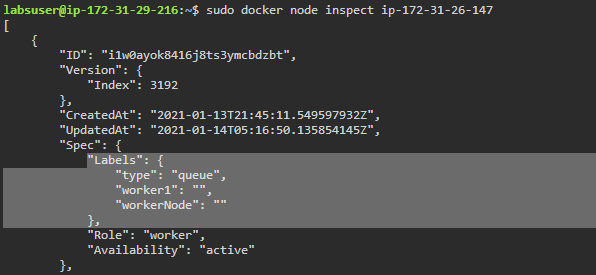 labsuser@ip-172-31-29-216:~$ sudo docker node inspect ip-172-31-26-147
[
    {
        "ID": "i1w0ayok8416j8ts3ymcbdzbt",
        "Version": {
            "Index": 3192
        },
        "CreatedAt": "2021-01-13T21:45:11.549597932Z",
        "UpdatedAt": "2021-01-14T05:16:50.135854145Z",
        "Spec": {
            "Labels": {
                "type": "queue",
                "worker1": "",
                "workerNode": ""
            },
            "Role": "worker",
            "Availability": "active"
        },